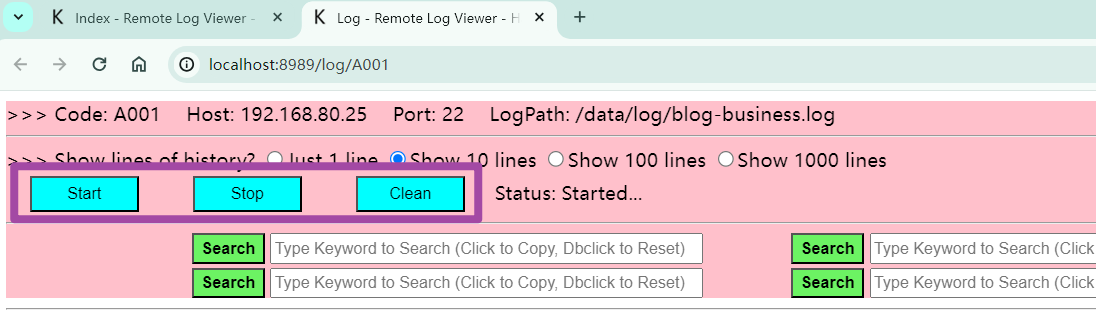 K Index - Remote Log Viewer - K Log - Remote Log Viewer - H
localhost:8989/log/A001
>>> Code: A001 Host: 192.168.80.25 Port: 22 LogPath: /data/log/blog-business.log
>>> Show lines of history? Just 1 line Show 10 lines Show 100 lines Show 1000 lines
Start Stop Clean Status: Started...
Search Type Keyword to Search (Click to Copy, Dbclick to Reset) Search Type Keyword to Search (Click
Search Type Keyword to Search (Click to Copy, Dbclick to Reset) Search Type Keyword to Search (Click